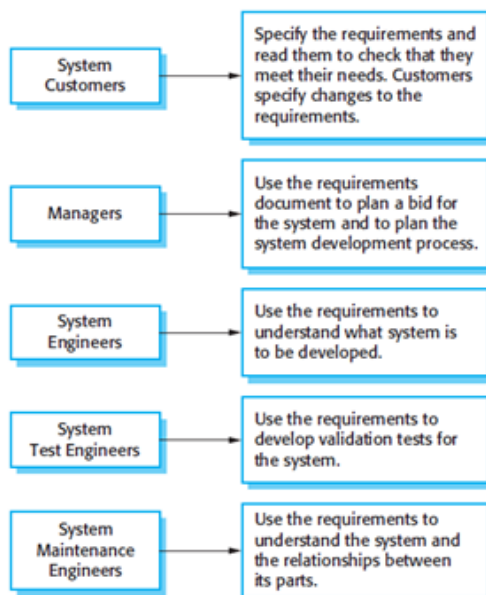 System
Customers
Specify the requirements and
read them to check that they
meet their needs. Customers
specify changes to the
requirements.
Managers
Use the requirements
document to plan a bid for
the system and to plan the
system development process.
System
Engineers
Use the requirements to
understand what system is
to be developed.
System
Test Engineers
Use the requirements to
develop validation tests for
the system.
System
Maintenance
Engineers
Use the requirements to
understand the system and
the relationships between
its parts.